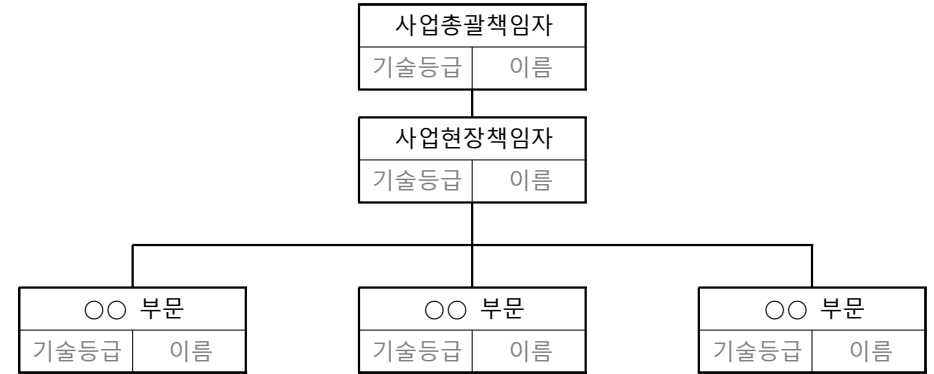 사업총괄책임자
기술등급 이름
사업현장책임자
기술등급 이름
○○ 부문 ○○ 부문 ○○ 부문
기술등급 이름 기술등급 이름 기술등급 이름